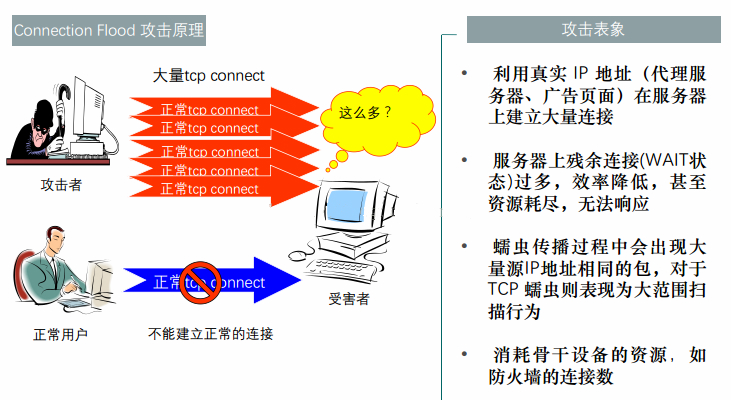 Connection Flood 攻击原理
大量tcp connect
正常tcp connect
正常tcp connect
正常tcp connect
正常tcp connect
正常tcp connect
这么多？
攻击者
正常tcp connect
受害者
正常用户
不能建立正常的连接
攻击表象
• 利用真实 IP 地址（代理服
务器、广告页面）在服务器
上建立大量连接
• 服务器上残余连接(WAIT状
态)过多，效率降低，甚至
资源耗尽，无法响应
• 蠕虫传播过程中会出现大
量源IP地址相同的包，对于
TCP 蠕虫则表现为大范围扫
描行为
• 消耗骨干设备的资源，如
防火墙的连接数